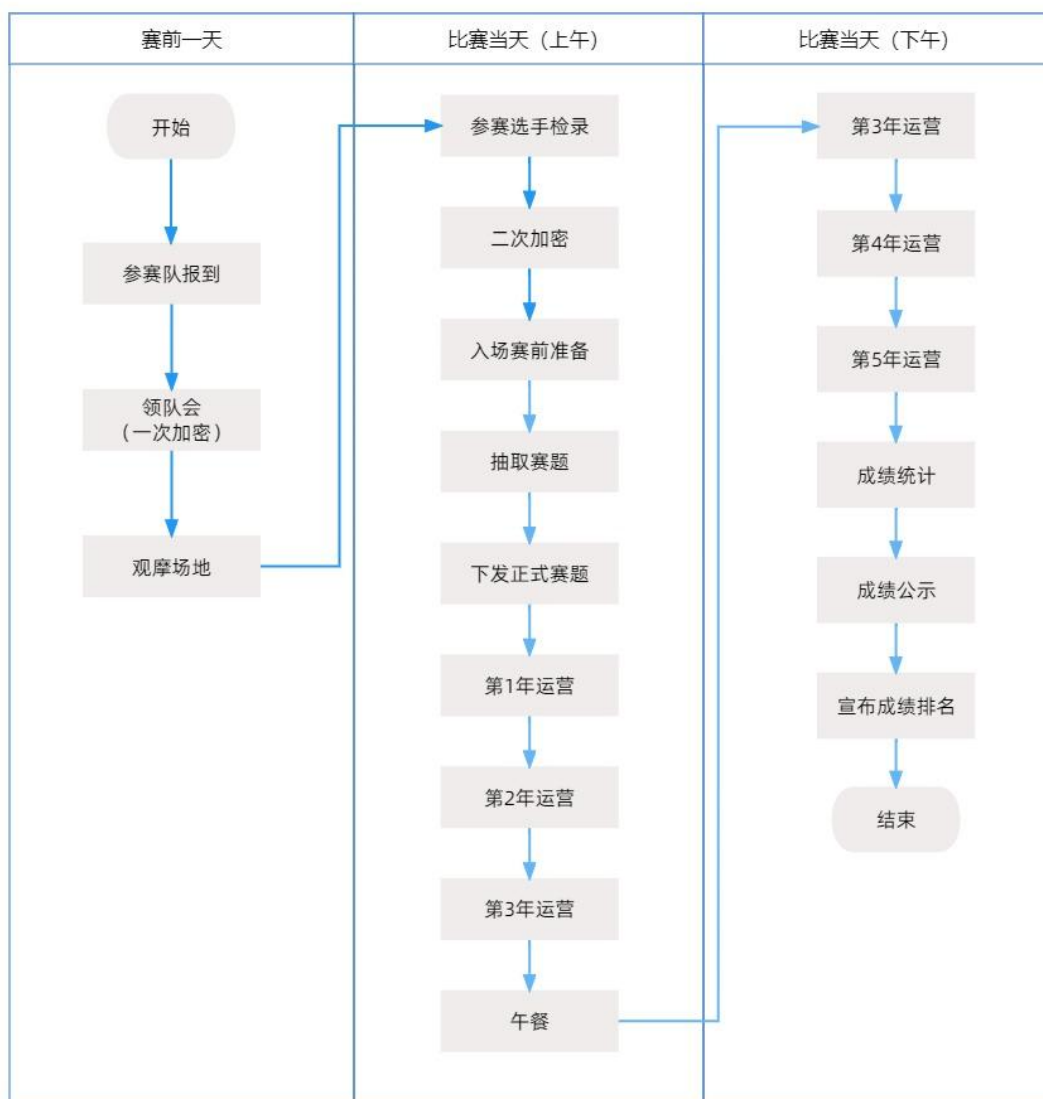 赛前一天
比赛当天（上午）
比赛当天（下午）
开始
参赛队报到
领队会
（一次加密）
观摩场地
参赛选手检录
二次加密
入场赛前准备
抽取赛题
下发正式赛题
第1年运营
第2年运营
第3年运营
午餐
第3年运营
第4年运营
第5年运营
成绩统计
成绩公示
宣布成绩排名
结束